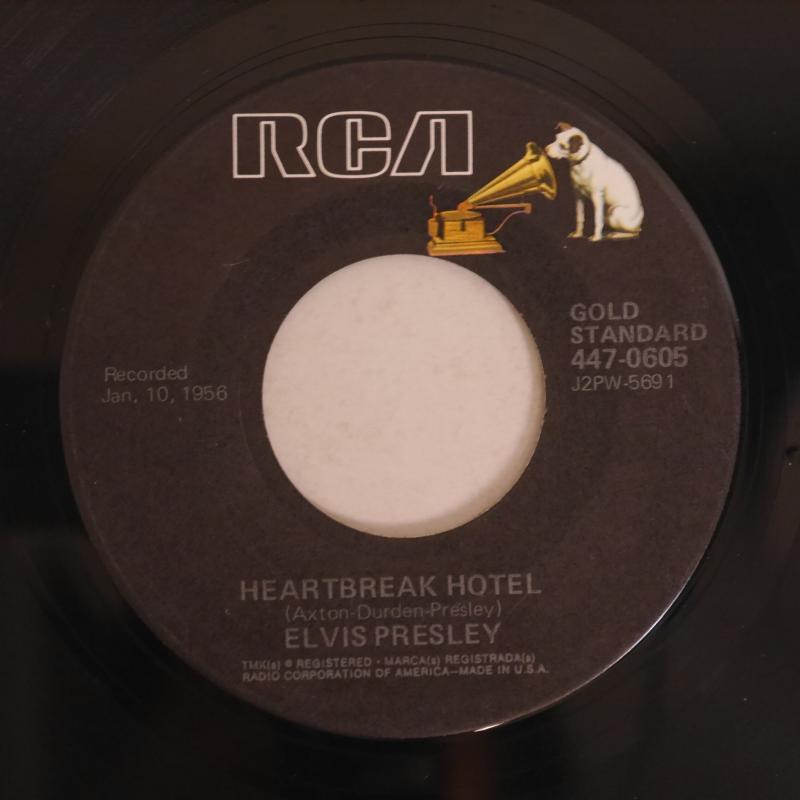 RCA
GOLD
STANDARD
447-0605
J2PW-5691
Recorded
Jan. 10, 1956
HEARTBREAK HOTEL
(Axton-Durden-Presley)
ELVIS PRESLEY
TMK(s) ® REGISTERED • MARCA(s) REGISTRADA(s)
RADIO CORPORATION OF AMERICA—MADE IN U.S.A.